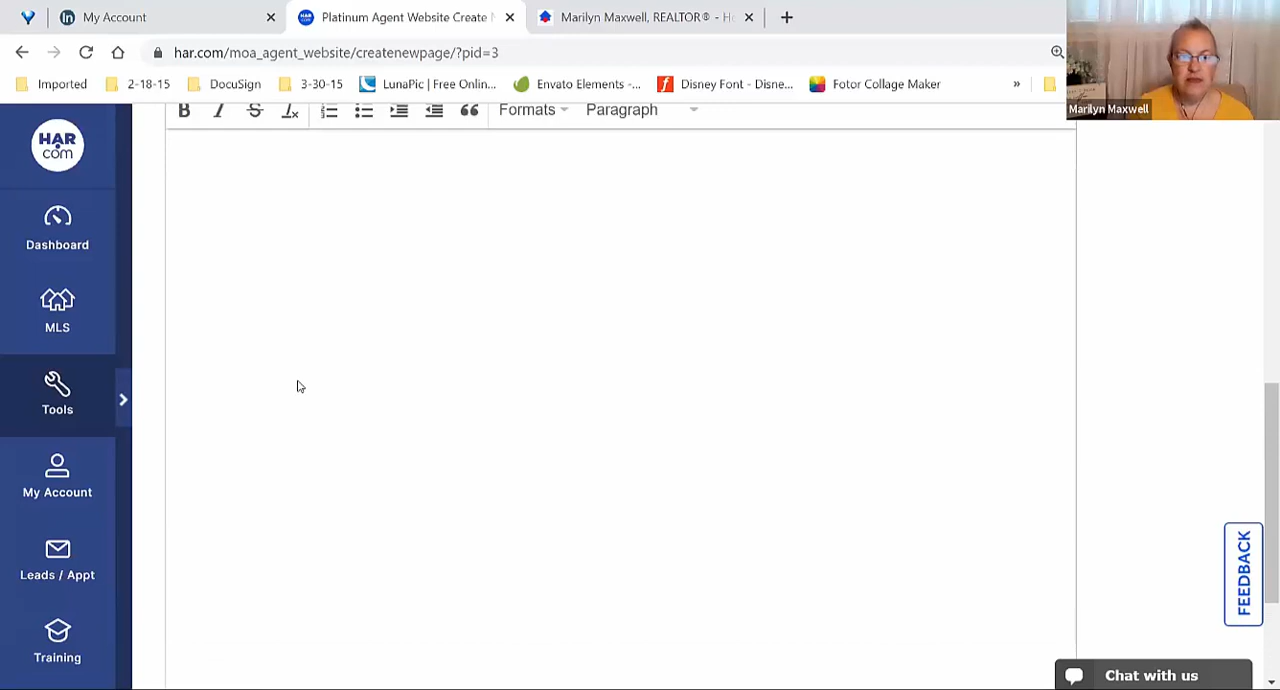 My Account
Platinum Agent Website Create
Marilyn Maxwell, REALTOR® -
har.com/moa_agent_website/createnewpage/?pid=3
Imported
2-18-15
DocuSign
3-30-15
LunaPic | Free Onlin...
Envato Elements -...
Disney Font - Disne...
Fotor Collage Maker
»
Marilyn Maxwell
B I S Ix
Formats
Paragraph
HAR
com
Dashboard
MLS
Tools
My Account
Leads / Appt
Training
FEEDBACK
Chat with us